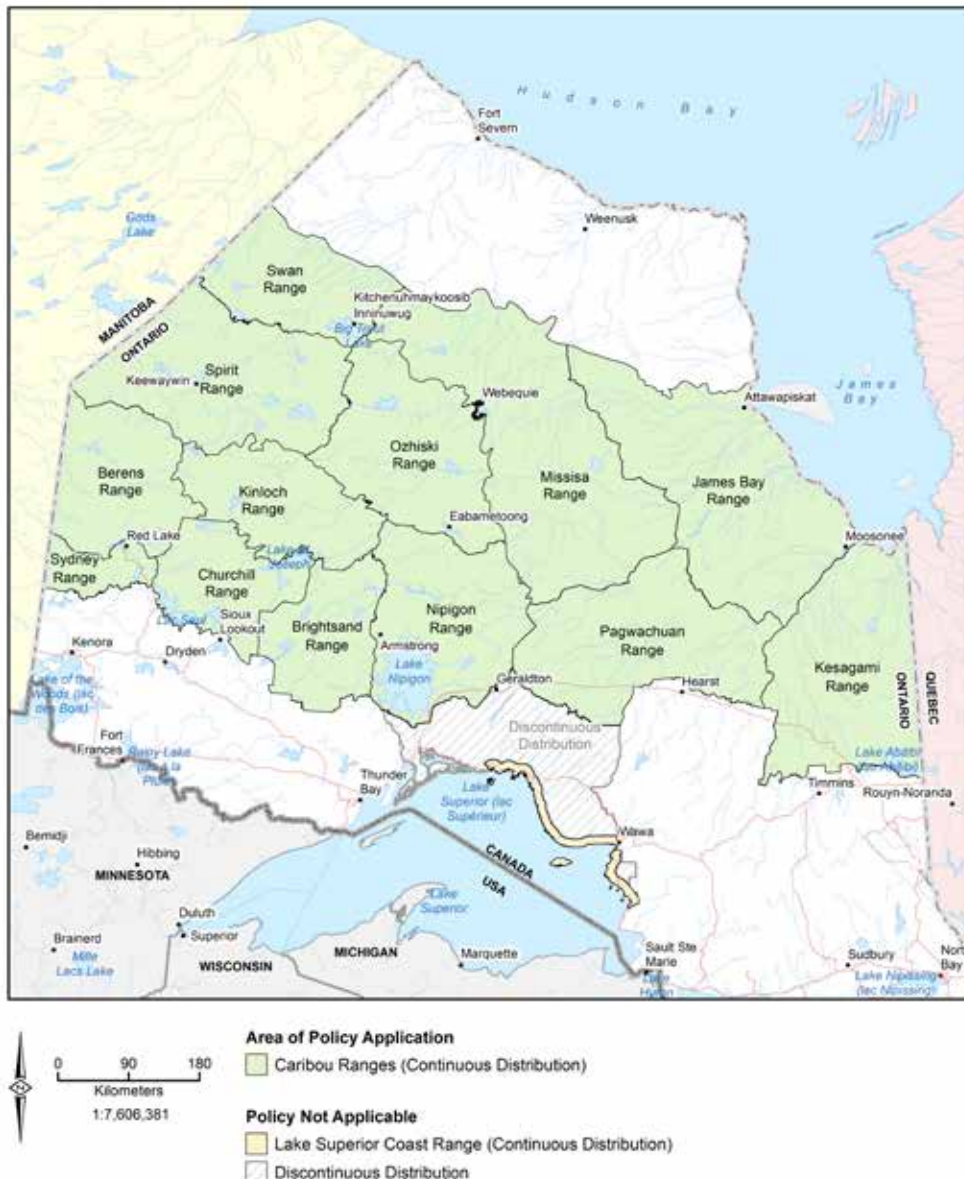 Hudson Bay
Fort
Severn
Weenusk
Gods
Lake
Swan
Range
Kitchenuhmaykoosib
Inninuwug
Big Trout
Lake
MANITOBA
ONTARIO
James
Bay
Spirit
Range
Keewaywin
Webequie
Attawapiskat
Ozhiski
Range
Missisa
Range
James Bay
Range
Berens
Range
Kinloch
Range
Eabametoong
Red Lake
Moosonee
Sydney
Range
Lake St.
Joseph
Churchill
Range
Lac Seul
Sioux
Lookout
Brightsand
Range
Nipigon
Range
Pagwachuan
Range
Kenora
Dryden
Armstrong
Lake
Nipigon
Kesagami
Range
ONTARIO
QUEBEC
Lake of the
Woods (lac
des Bois)
Geraldton
Hearst
Discontinuous
Distribution
Fort
Frances
Rainy Lake
(lac à la
Pluie)
Lake Abitibi
(lac Abitibi)
Timmins
Rouyn-Noranda
Thunder
Bay
Lake
Superior (lac
Supérieur)
Wawa
Bemidji
Hibbing
MINNESOTA
CANADA
USA
Lake
Superior
Duluth
Superior
Brainerd
Mille
Lacs Lake
WISCONSIN
MICHIGAN
Marquette
Sault Ste
Marie
Lake
Huron
Sudbury
North
Bay
Lake Nipissing
(lac Nipissing)
N
0 90 180
Kilometers
1:7,606,381
Area of Policy Application
Caribou Ranges (Continuous Distribution)
Policy Not Applicable
Lake Superior Coast Range (Continuous Distribution)
Discontinuous Distribution